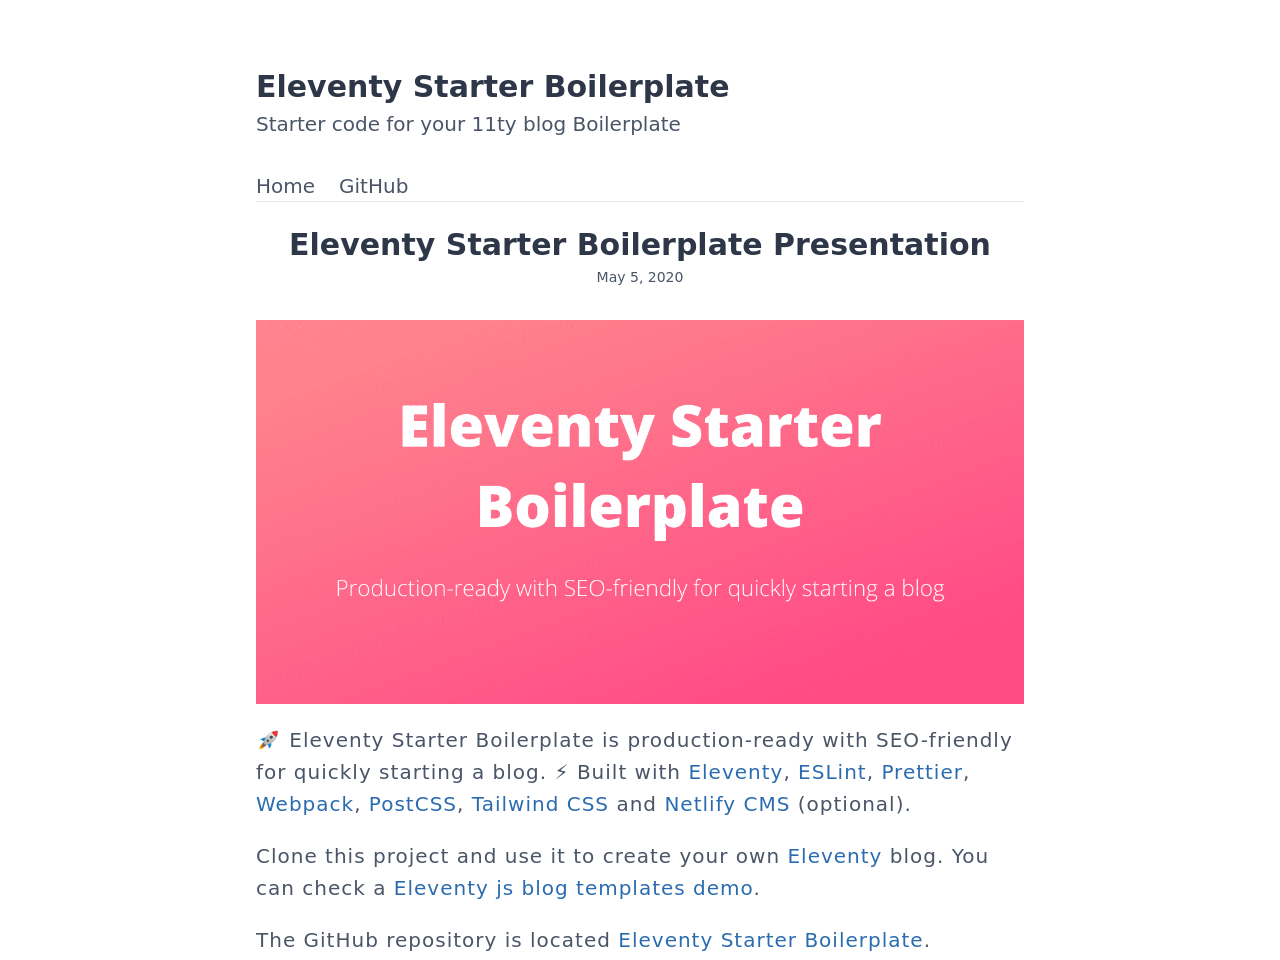 Eleventy Starter Boilerplate
Starter code for your 11ty blog Boilerplate
Home GitHub
Eleventy Starter Boilerplate Presentation
May 5, 2020
Eleventy Starter
Boilerplate
Production-ready with SEO-friendly for quickly starting a blog
🚀 Eleventy Starter Boilerplate is production-ready with SEO-friendly
for quickly starting a blog. ⚡ Built with Eleventy, ESLint, Prettier,
Webpack, PostCSS, Tailwind CSS and Netlify CMS (optional).
Clone this project and use it to create your own Eleventy blog. You
can check a Eleventy js blog templates demo.
The GitHub repository is located Eleventy Starter Boilerplate.